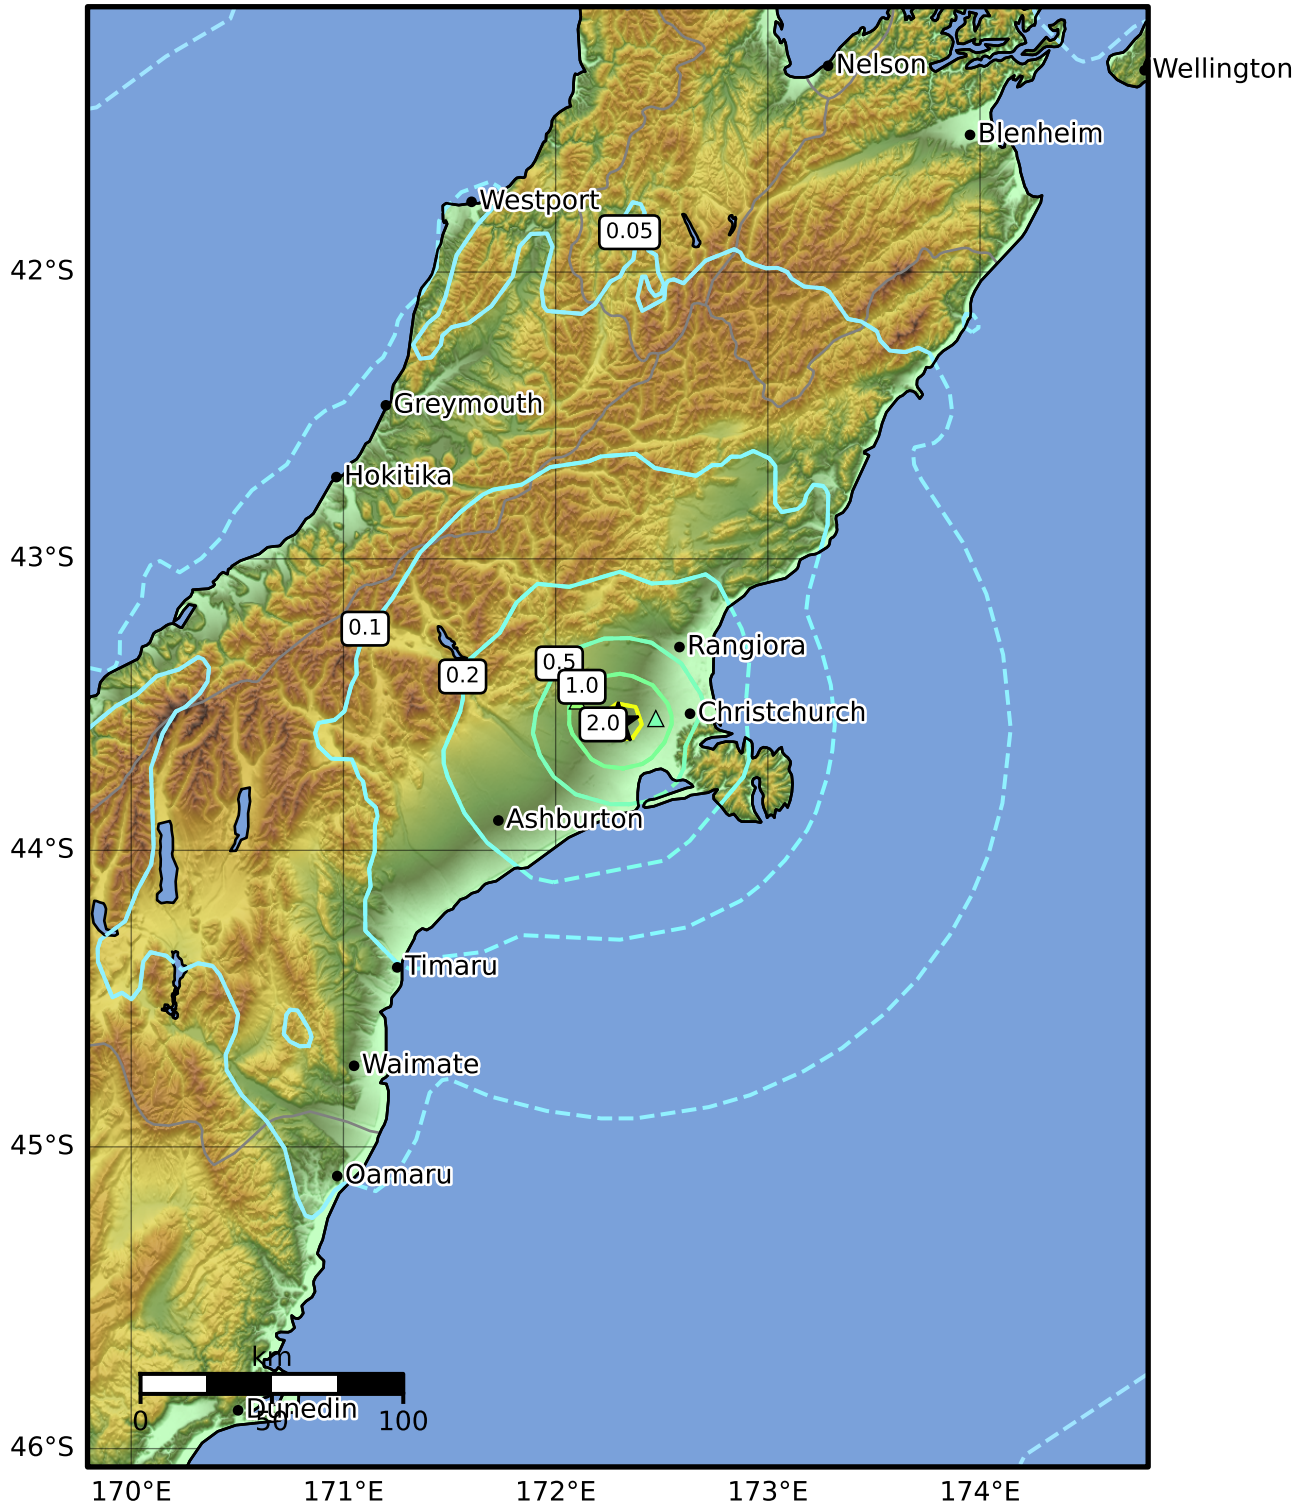 Nelson
Wellington
Blenheim
Westport
0.05
42°S
Greymouth
Hokitika
43°S
0.1
Rangiora
0.5
0.2
1.0
Christchurch
2.0
Ashburton
44°S
Timaru
Waimate
45°S
Oamaru
km
Dunedin
0 50 100
46°S
170°E 171°E 172°E 173°E 174°E